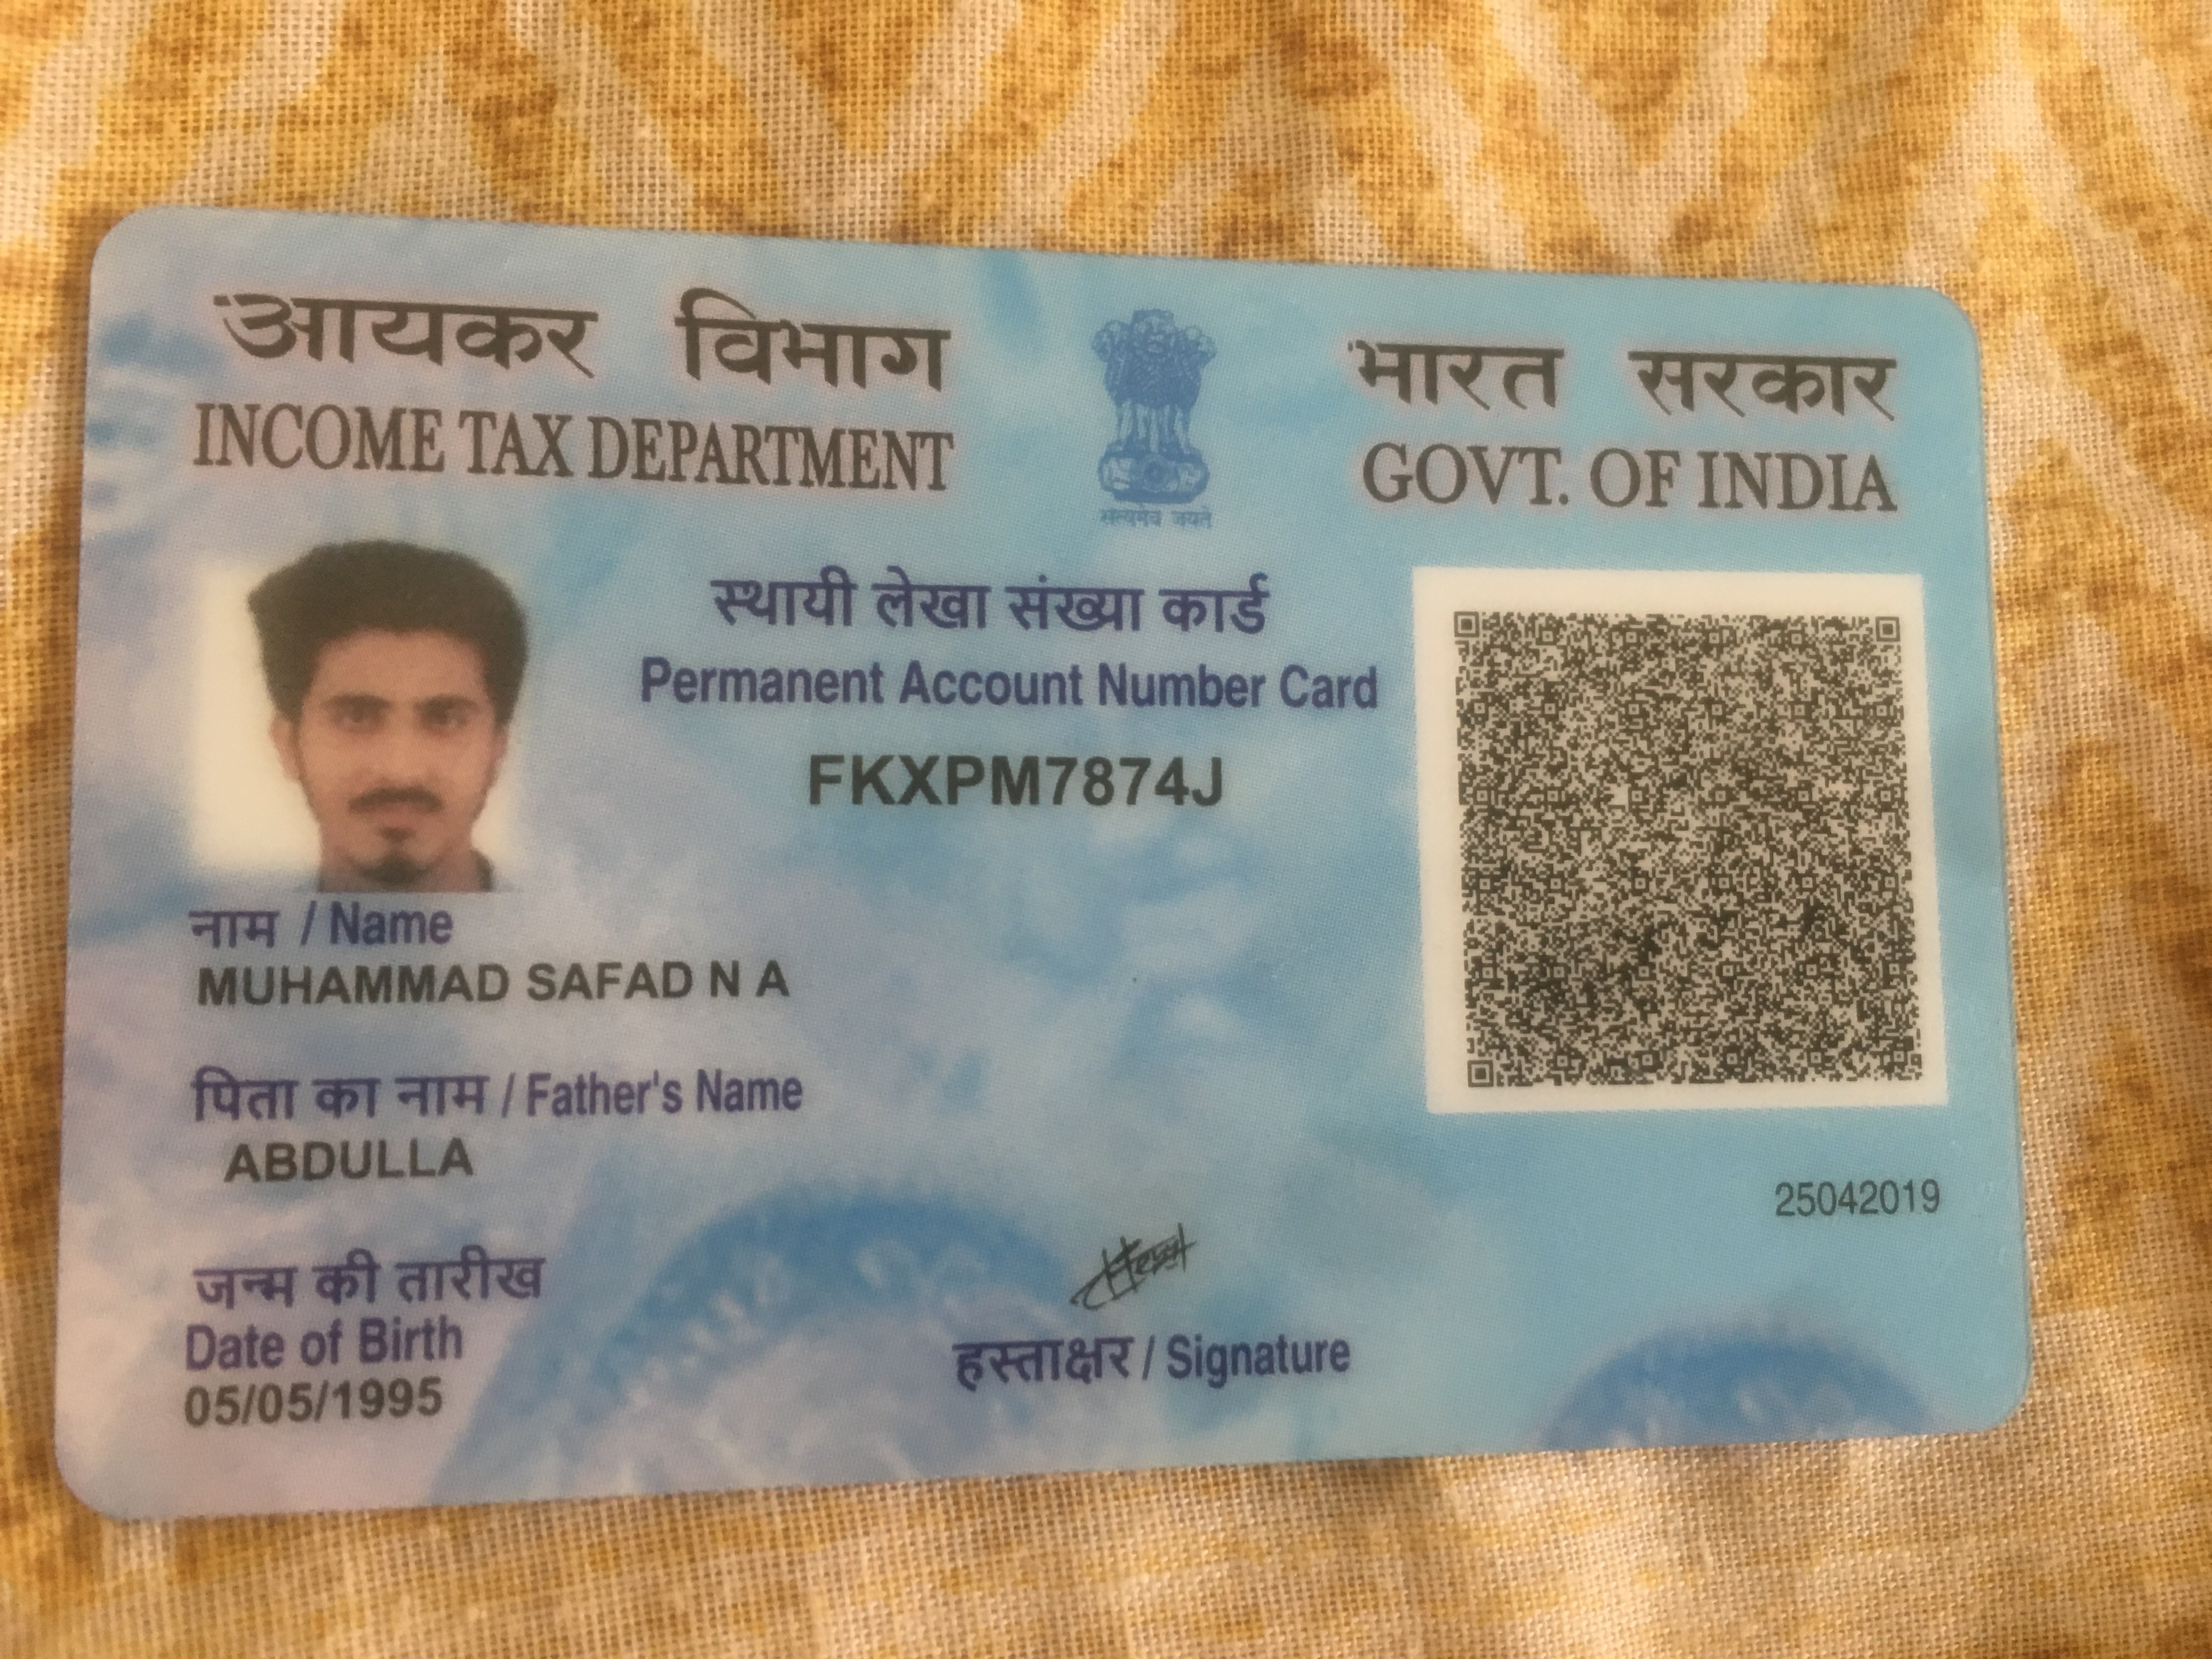 आयकर विभाग
INCOME TAX DEPARTMENT
सत्यमेव जयते
भारत सरकार
GOVT. OF INDIA
स्थायी लेखा संख्या कार्ड
Permanent Account Number Card
FKXPM7874J
नाम / Name
MUHAMMAD SAFAD N A
पिता का नाम / Father's Name
ABDULLA
जन्म की तारीख
Date of Birth
05/05/1995
हस्ताक्षर / Signature
25042019